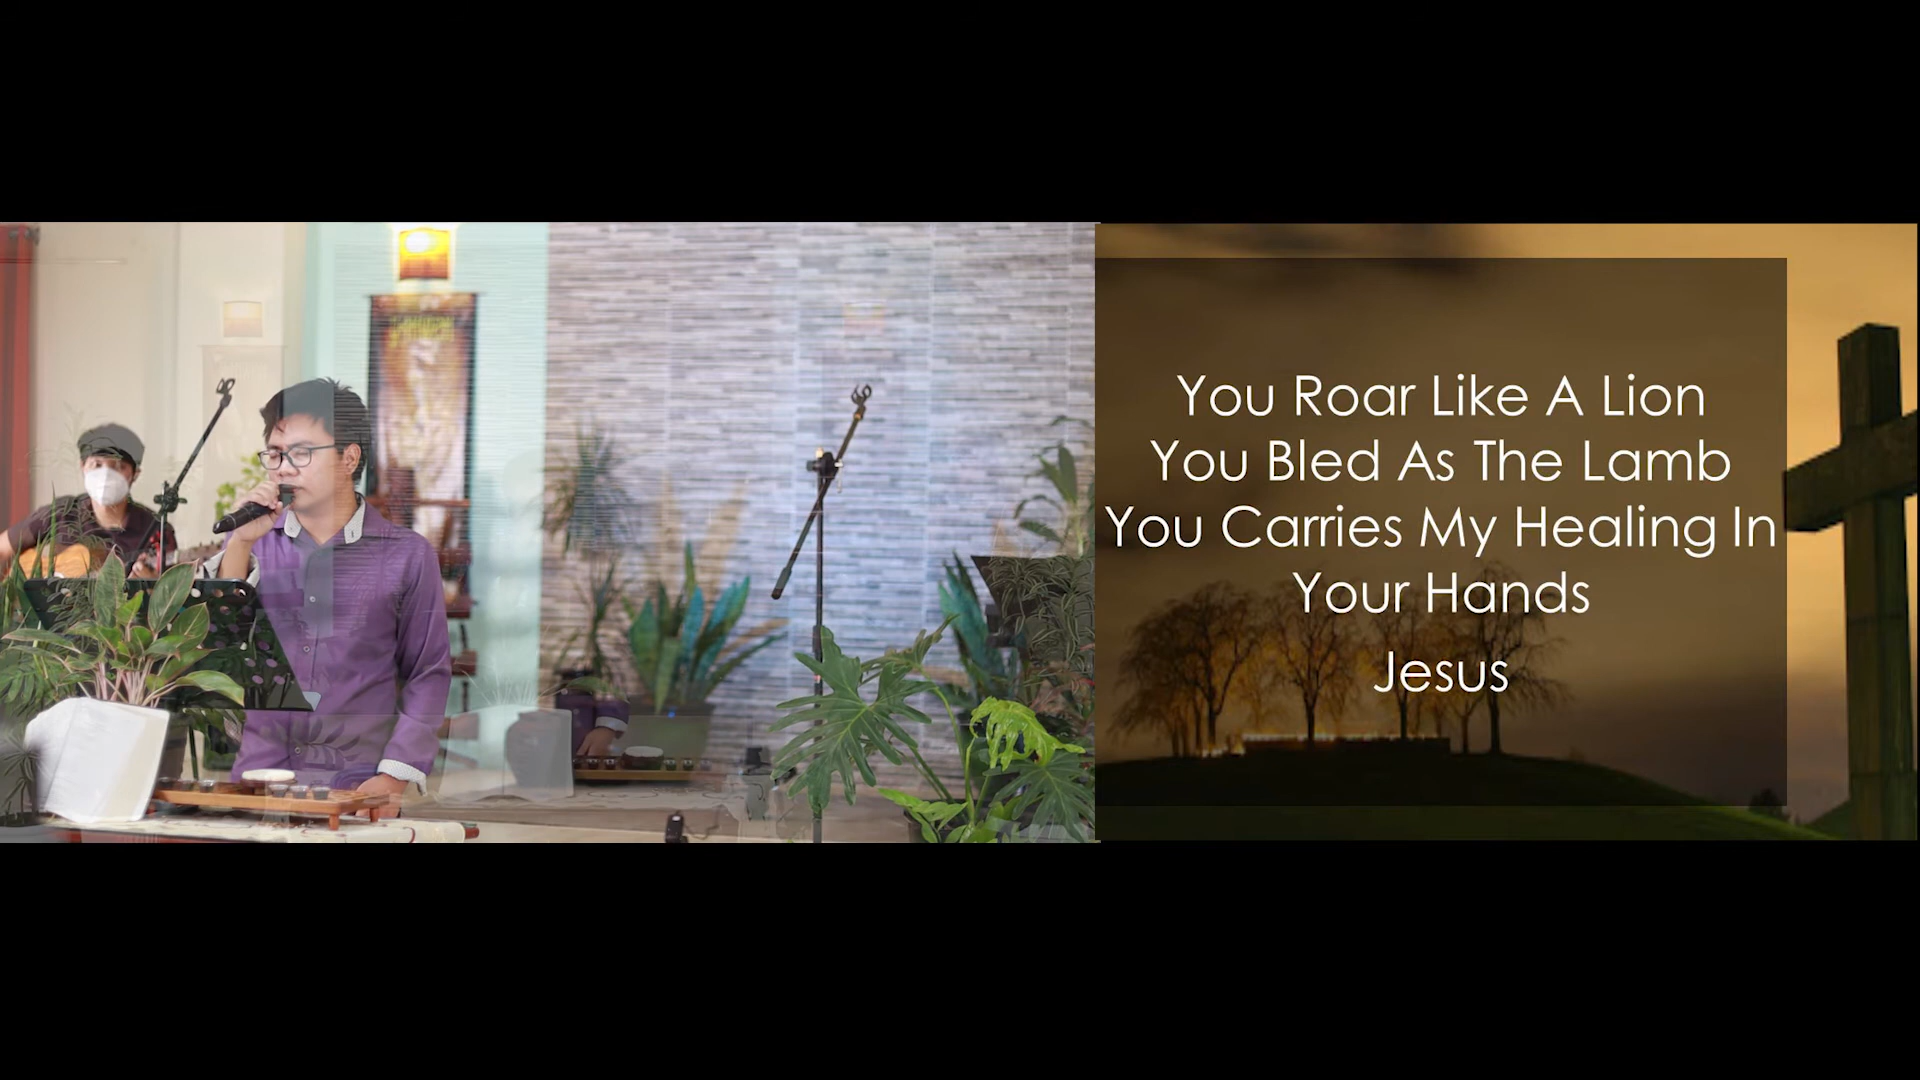 You Roar Like A Lion
You Bled As The Lamb
You Carries My Healing In
Your Hands
Jesus